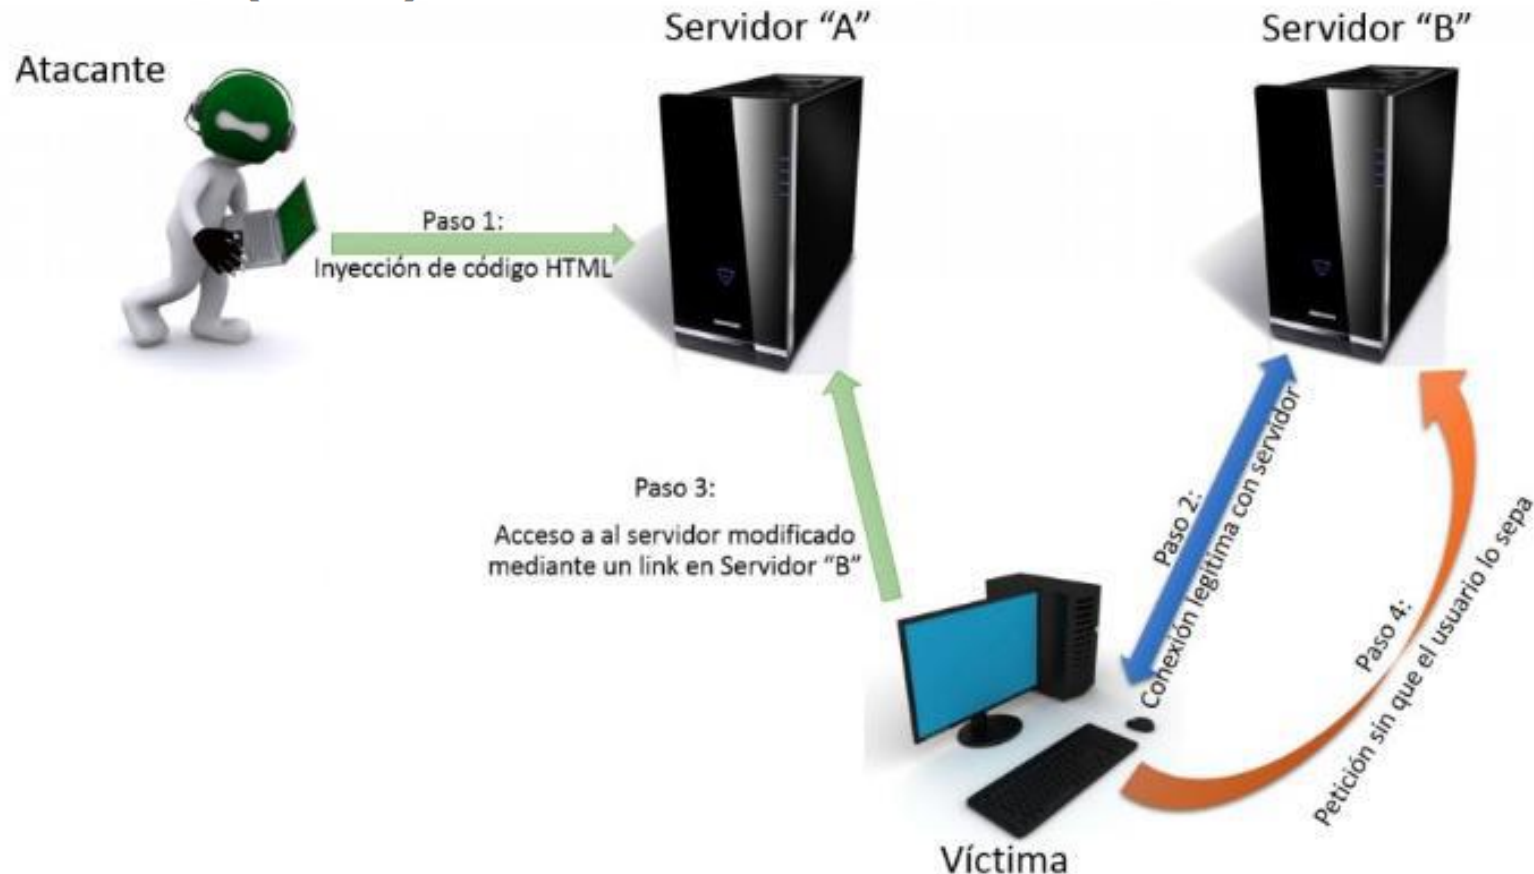 Servidor “A”
Servidor “B”
Atacante
Paso 1:
Inyección de código HTML
Paso 3:
Acceso a al servidor modificado
mediante un link en Servidor “B”
Paso 2:
Conexión legítima con servidor
Paso 4:
Petición sin que el usuario lo sepa
Víctima